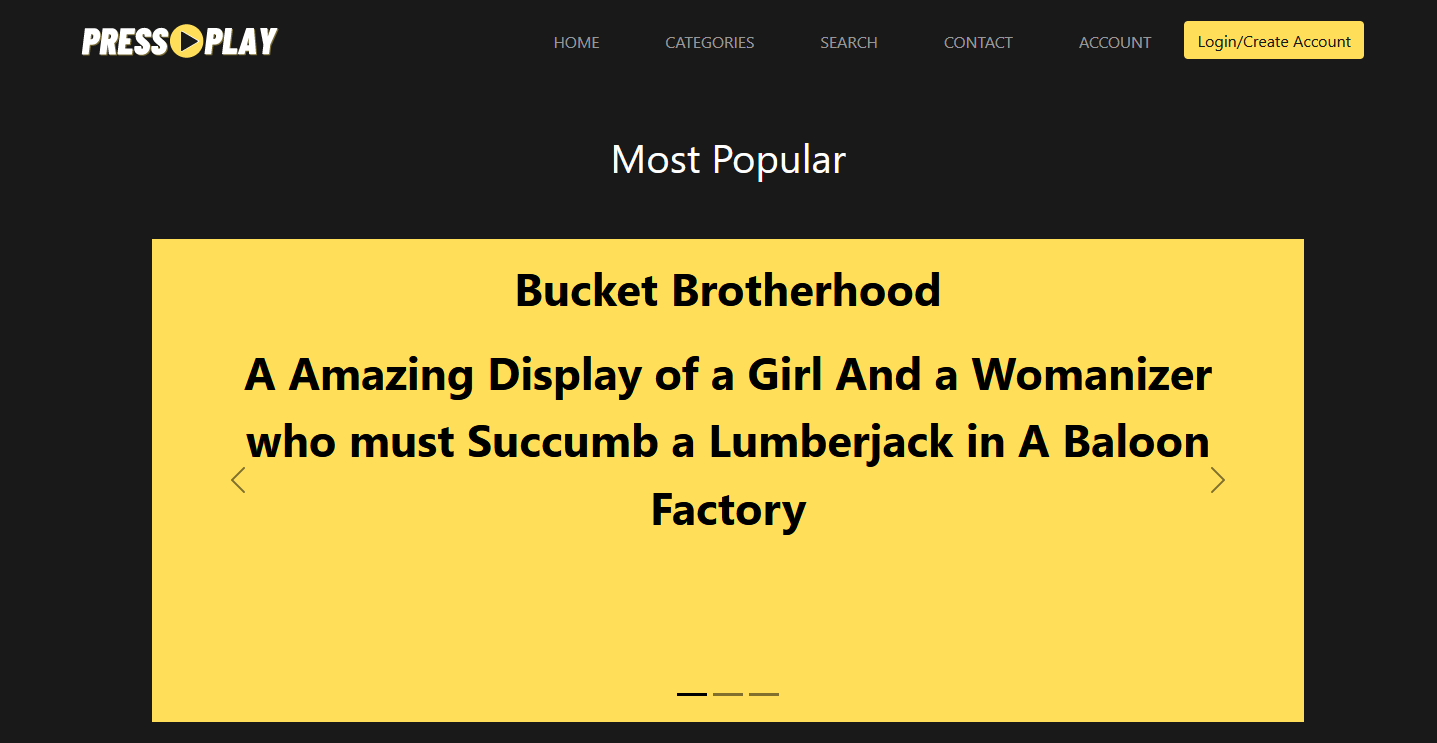 PRESS PLAY
HOME CATEGORIES SEARCH CONTACT ACCOUNT Login/Create Account
Most Popular
Bucket Brotherhood
A Amazing Display of a Girl And a Womanizer
who must Succumb a Lumberjack in A Baloon
Factory